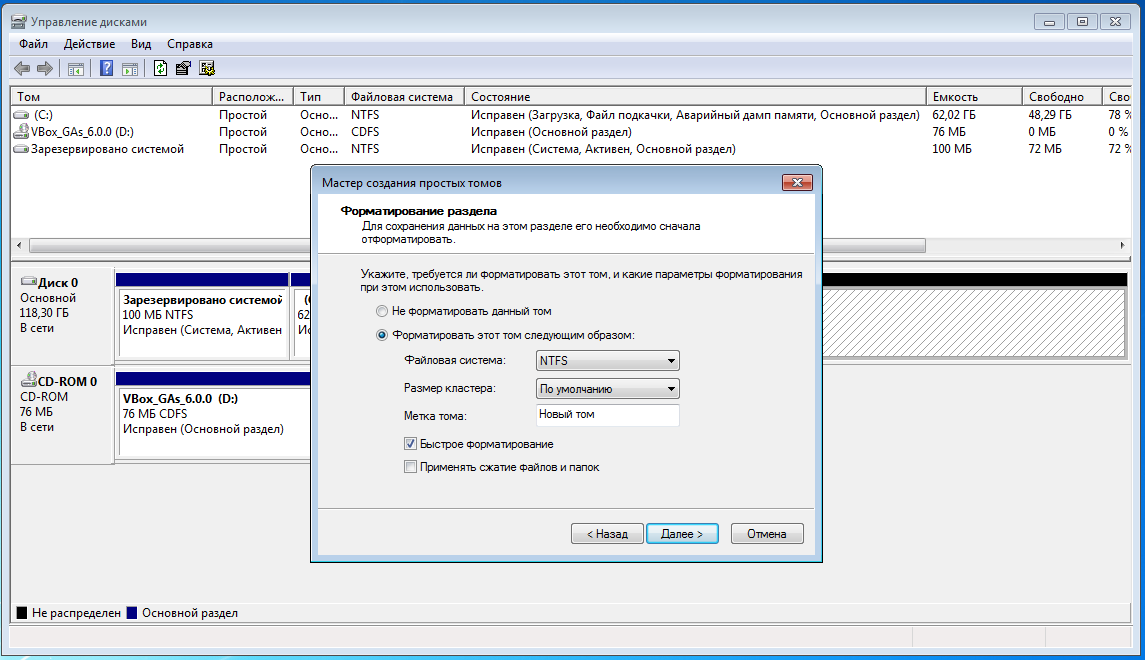 Управление дисками
Файл Действие Вид Справка
Том Располож... Тип Файловая система Состояние Емкость Свободно Сво
(C:) Простой Осно... NTFS Исправен (Загрузка, Файл подкачки, Аварийный дамп памяти, Основной раздел) 62,02 ГБ 48,29 ГБ 78 %
VBox_GAs_6.0.0 (D:) Простой Осно... CDFS Исправен (Основной раздел) 76 МБ 0 МБ 0 %
Зарезервировано системой Простой Осно... NTFS Исправен (Система, Активен, Основной раздел) 100 МБ 72 МБ 72 %
Мастер создания простых томов
Форматирование раздела
Для сохранения данных на этом разделе его необходимо сначала
отформатировать.
Укажите, требуется ли форматировать этот том, и какие параметры форматирования
при этом использовать.
Не форматировать данный том
Форматировать этот том следующим образом:
Файловая система: NTFS
Размер кластера: По умолчанию
Метка тома: Новый том
Быстрое форматирование
Применять сжатие файлов и папок
< Назад Далее > Отмена
Диск 0
Основной
118,30 ГБ
В сети
Зарезервировано системой
100 МБ NTFS
Исправен (Система, Активен
(
62
Ис
CD-ROM 0
CD-ROM
76 МБ
В сети
VBox_GAs_6.0.0 (D:)
76 МБ CDFS
Исправен (Основной раздел)
Не распределен Основной раздел